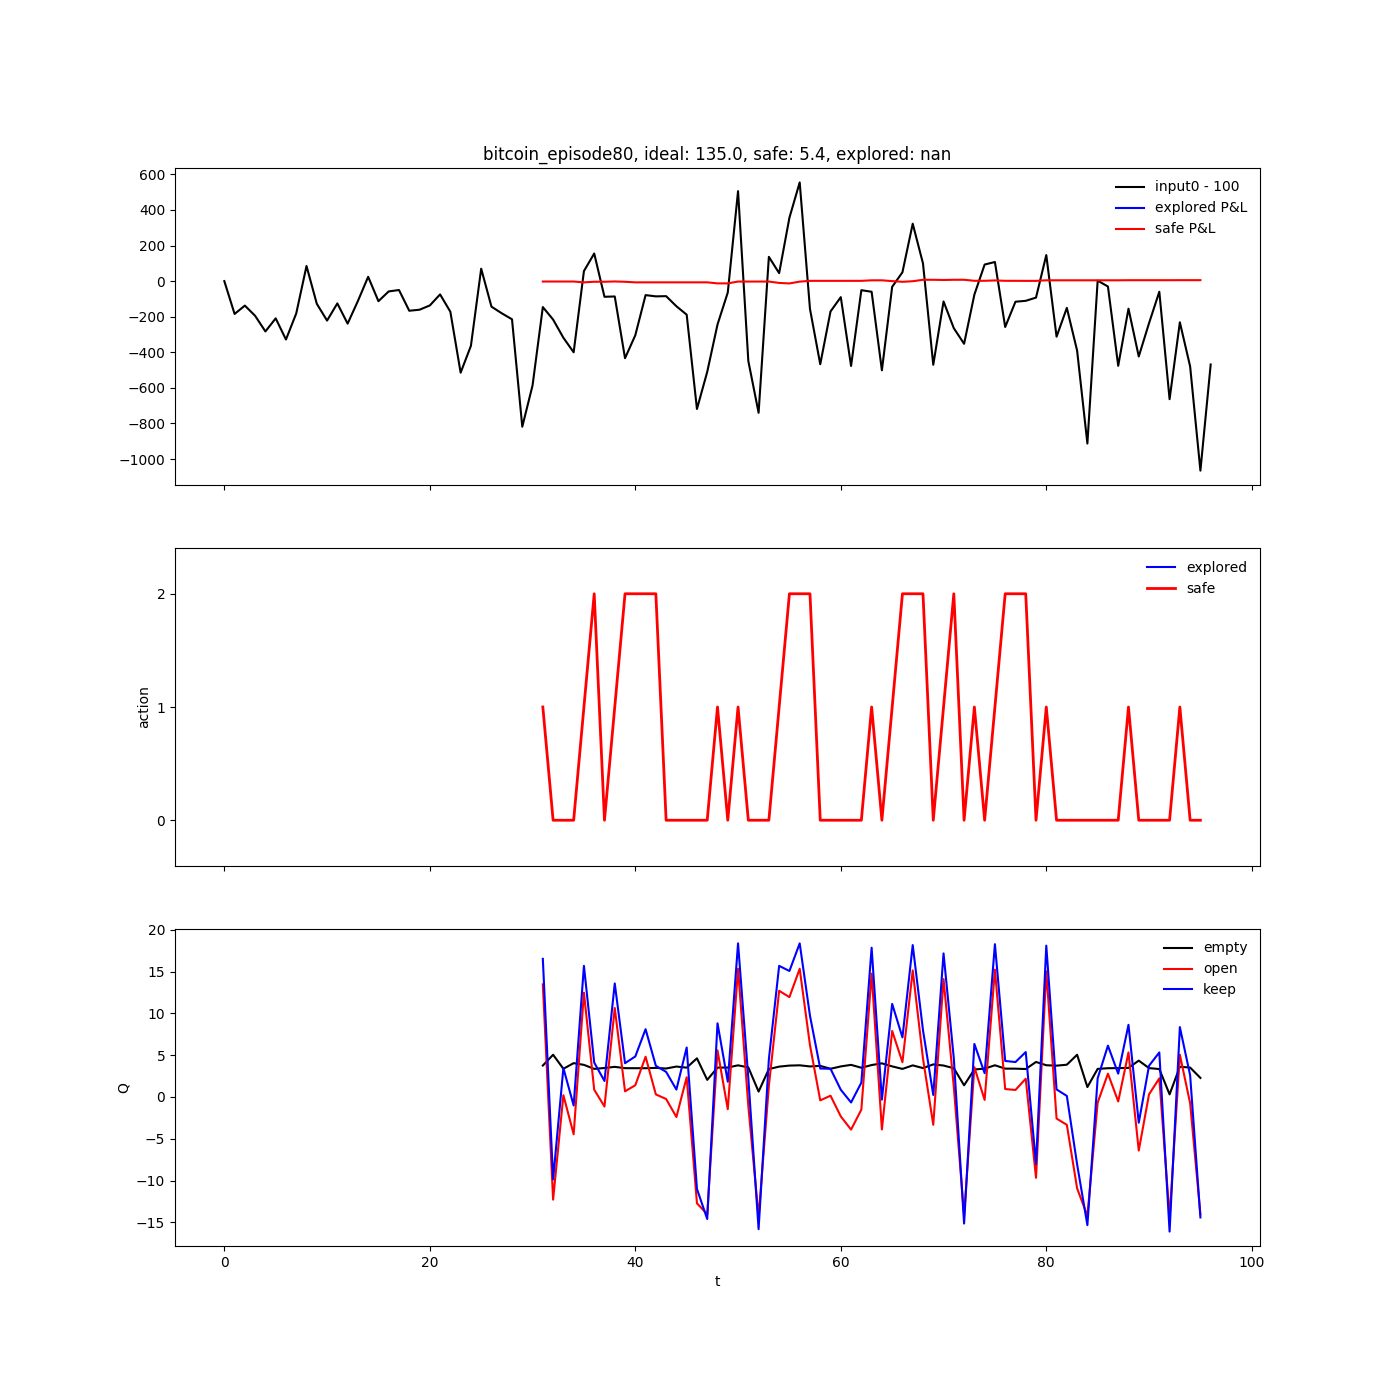 bitcoin_episode80, ideal: 135.0, safe: 5.4, explored: nan
600
400
200
0
−200
−400
−600
−800
−1000
input0 - 100
explored P&L
safe P&L
action
2
1
0
explored
safe
Q
20
15
10
5
0
−5
−10
−15
empty
open
keep
0 20 40 60 80 100
t